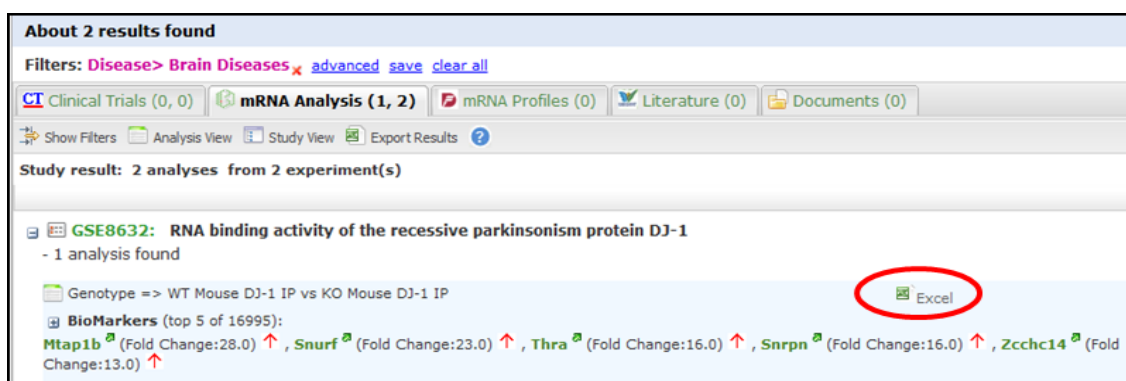 About 2 results found
Filters: Disease> Brain Diseases x advanced save clear all
CT Clinical Trials (0, 0) mRNA Analysis (1, 2) mRNA Profiles (0) Literature (0) Documents (0)
Show Filters Analysis View Study View Export Results ?
Study result: 2 analyses from 2 experiment(s)
GSE8632: RNA binding activity of the recessive parkinsonism protein DJ-1
- 1 analysis found
Genotype => WT Mouse DJ-1 IP vs KO Mouse DJ-1 IP Excel
BioMarkers (top 5 of 16995):
Mtap1b (Fold Change:28.0) ↑ , Snurf (Fold Change:23.0) ↑ , Thra (Fold Change:16.0) ↑ , Snrpn (Fold Change:16.0) ↑ , Zcchc14 (Fold
Change:13.0) ↑